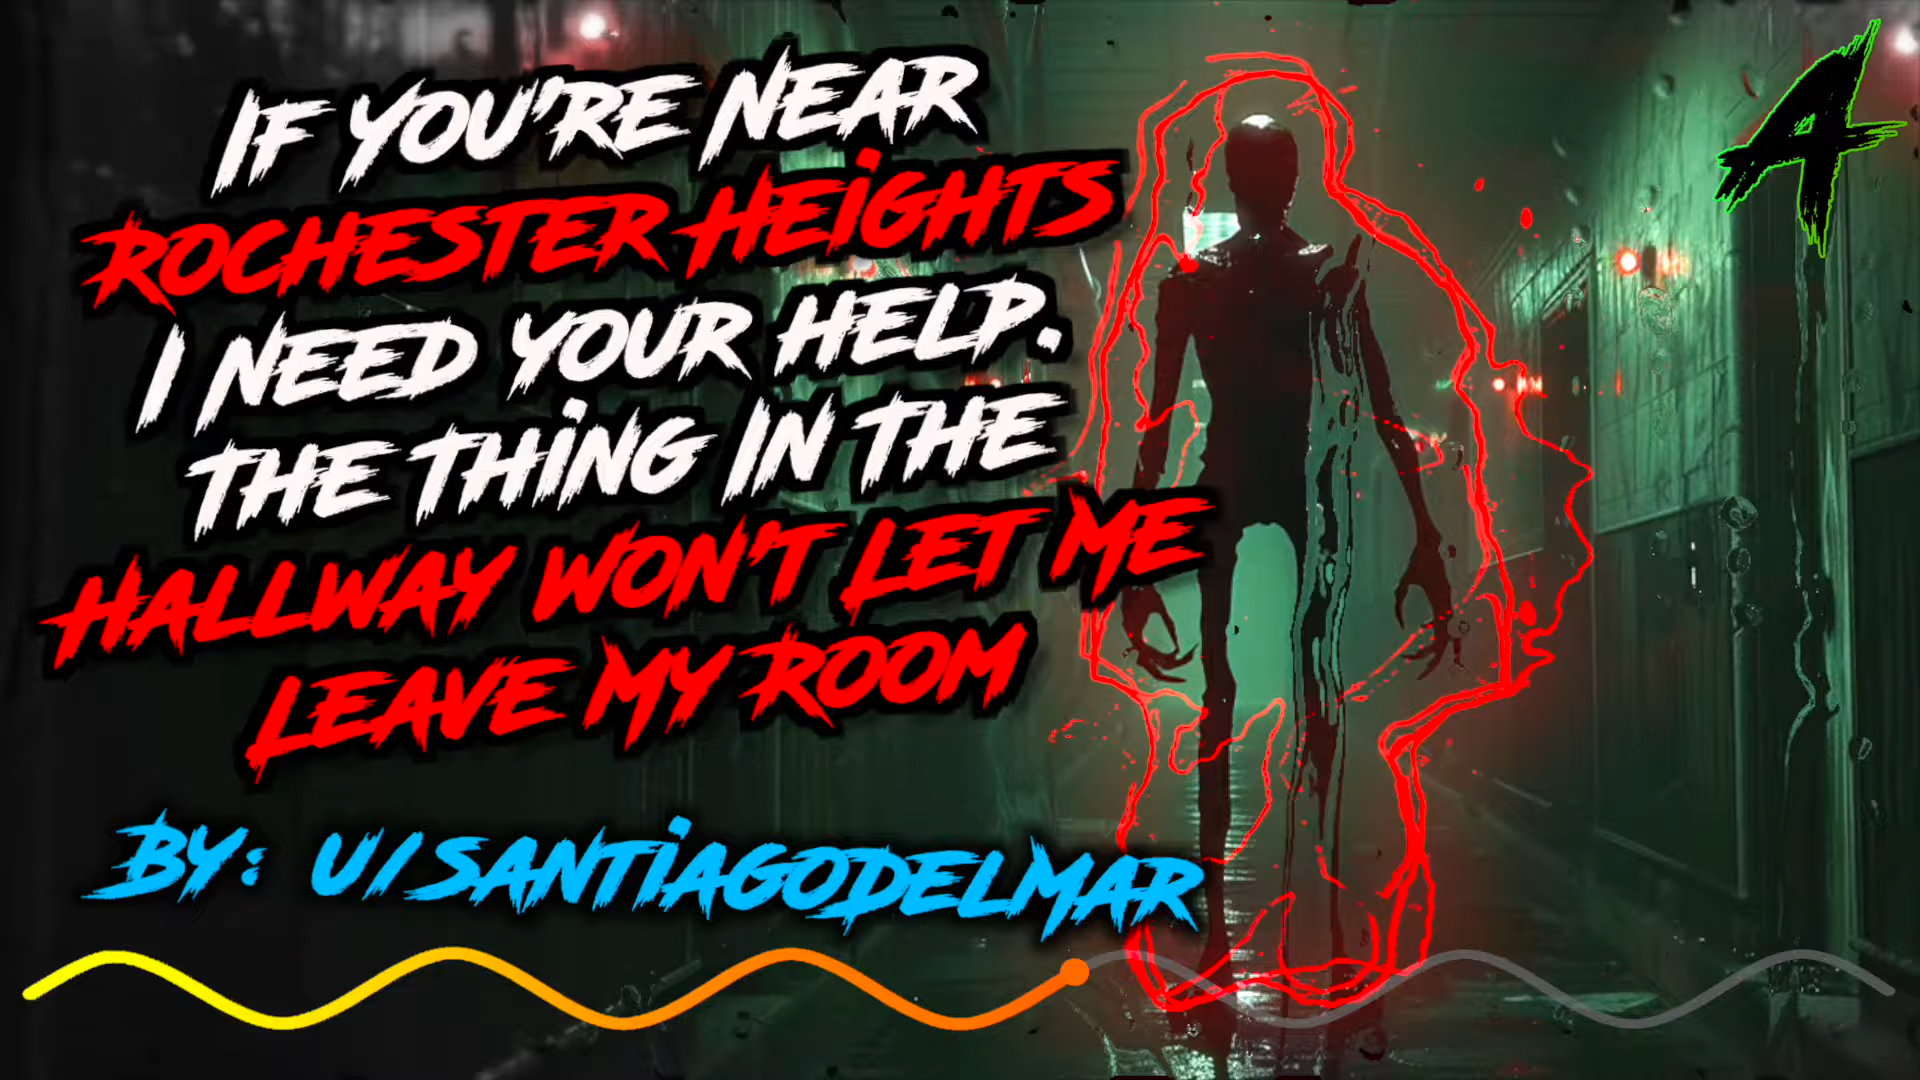 IF YOU'RE NEAR
ROCHESTER HEIGHTS
I NEED YOUR HELP.
THE THING IN THE
HALLWAY WON'T LET ME
LEAVE MY ROOM
BY: U/SANTIAGODELMAR
A